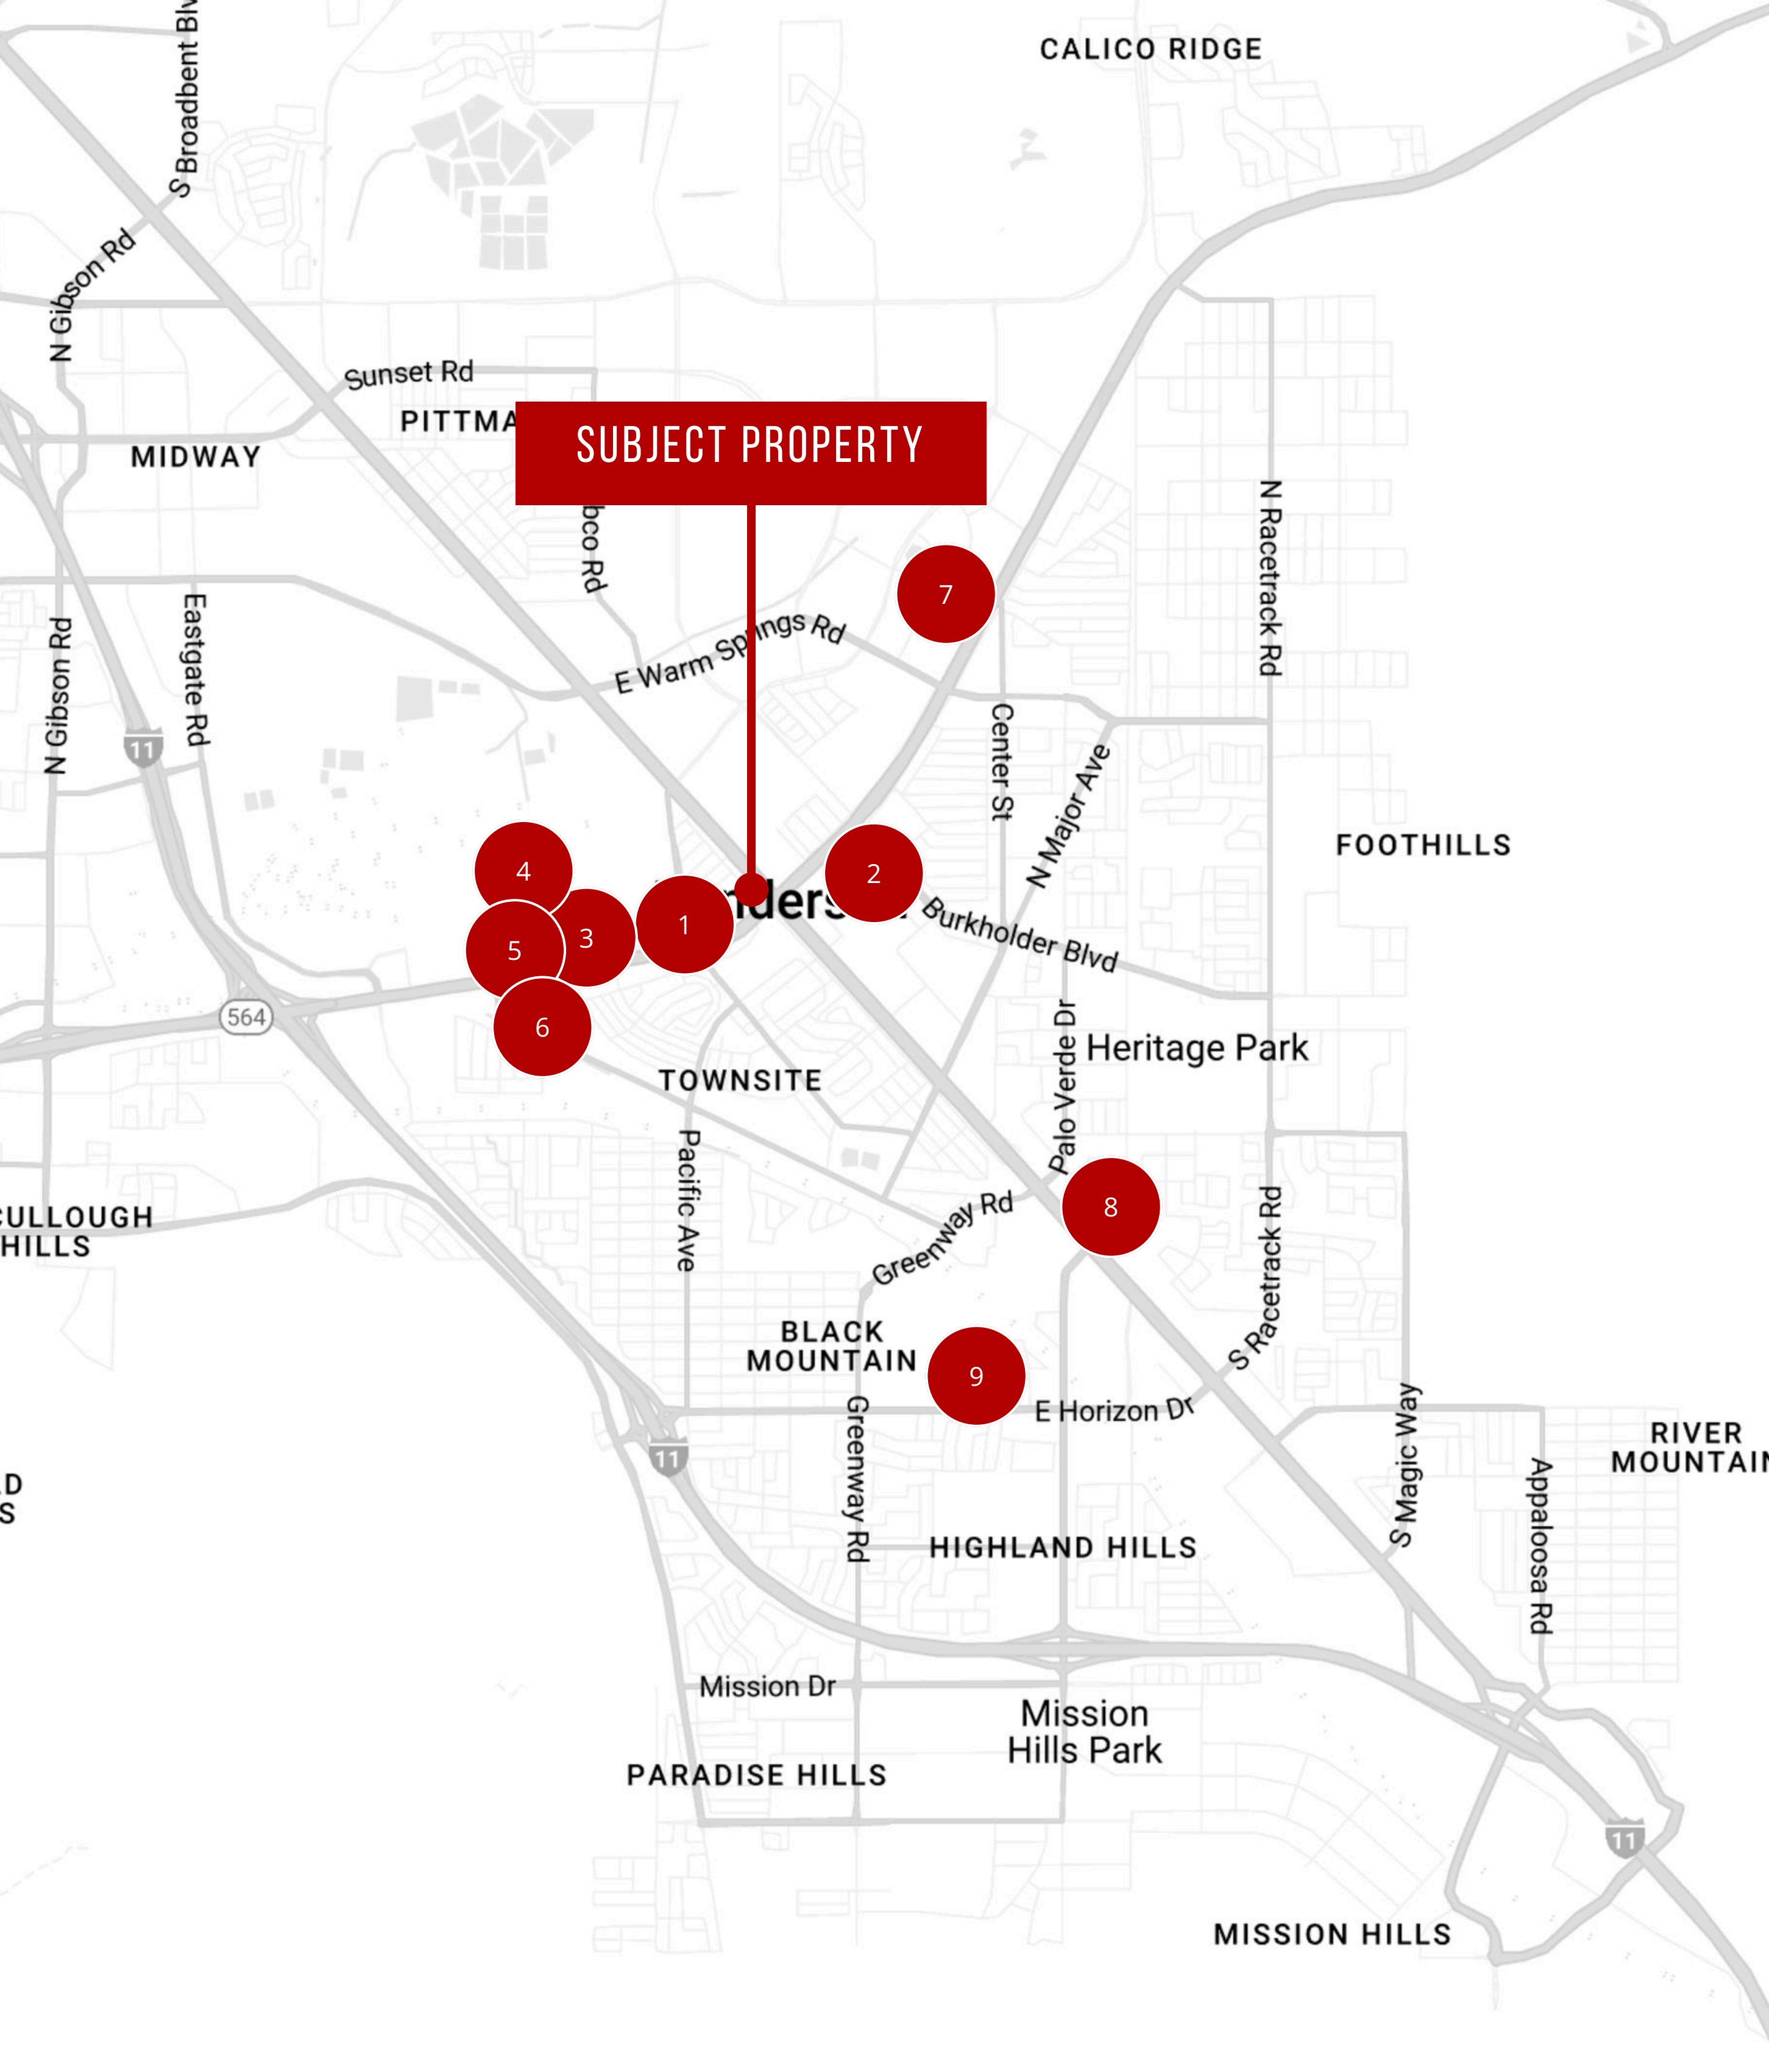 CALICO RIDGE
S Broadbent Blv
N Gibson Rd
Sunset Rd
PITTMA
MIDWAY
SUBJECT PROPERTY
bco Rd
N Racetrack Rd
7
E Warm Springs Rd
Eastgate Rd
N Gibson Rd
11
Center St
N Major Ave
FOOTHILLS
4
2
1
3
5
nders
Burkholder Blvd
564
6
Heritage Park
TOWNSITE
Palo Verde Dr
Pacific Ave
8
Greenway Rd
S Racetrack Rd
CULLOUGH
HILLS
BLACK
MOUNTAIN
9
E Horizon Dr
Greenway Rd
11
S Magic Way
RIVER
MOUNTAIN
Appaloosa Rd
LD
S
HIGHLAND HILLS
Mission Dr
Mission
Hills Park
PARADISE HILLS
11
MISSION HILLS